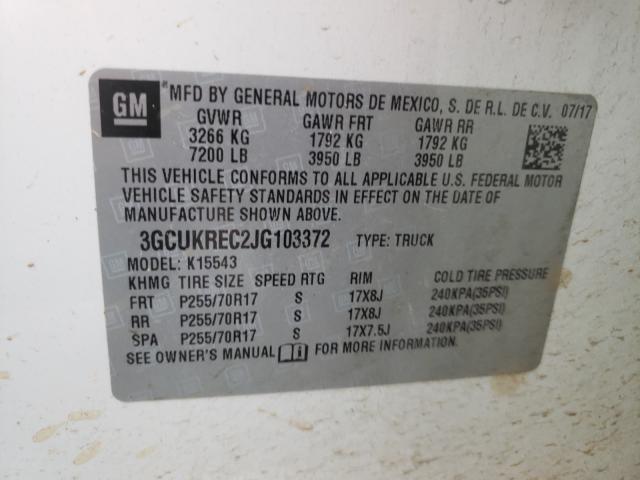 GM
*MFD BY GENERAL MOTORS DE MEXICO, S. DE R.L. DE C.V. 07/17
GVWR GAWR FRT GAWR RR
3266 KG 1792 KG 1792 KG
7200 LB 3950 LB 3950 LB
THIS VEHICLE CONFORMS TO ALL APPLICABLE U.S. FEDERAL MOTOR
VEHICLE SAFETY STANDARDS IN EFFECT ON THE DATE OF
MANUFACTURE SHOWN ABOVE.
3GCUKREC2JG103372 TYPE: TRUCK
MODEL: K15543
KHMG TIRE SIZE SPEED RTG RIM COLD TIRE PRESSURE
FRT P255/70R17 S 17X8J 240KPA(35PSI)
RR P255/70R17 S 17X8J 240KPA(35PSI)
SPA P255/70R17 S 17X7.5J 240KPA(35PSI)
SEE OWNER'S MANUAL FOR MORE INFORMATION.